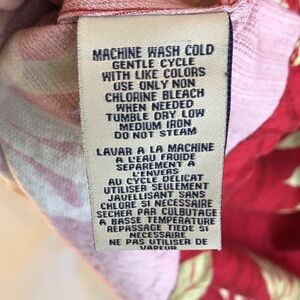 MACHINE WASH COLD
GENTLE CYCLE
WITH LIKE COLORS
USE ONLY NON
CHLORINE BLEACH
WHEN NEEDED
TUMBLE DRY LOW
MEDIUM IRON
DO NOT STEAM
LAVAR A LA MACHINE
A L'EAU FROIDE
SEPAREMENT A
L'ENVERS
AU CYCLE DELICAT
UTILISER SEULEMENT
JAVELLISANT SANS
CHLORE SI NECESSAIRE
SECHER PAR CULBUTAGE
A BASSE TEMPERATURE
REPASSAGE TIEDE SI
NECESSAIRE
NE PAS UTILISER DU
VAPEUR